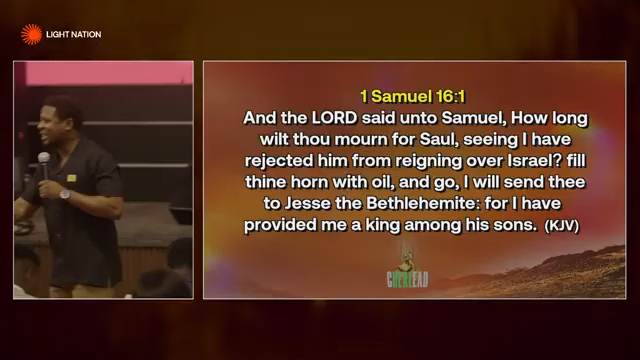 LIGHT NATION
1 Samuel 16:1
And the LORD said unto Samuel, How long
wilt thou mourn for Saul, seeing I have
rejected him from reigning over Israel? fill
thine horn with oil, and go, I will send thee
to Jesse the Bethlehemite: for I have
provided me a king among his sons. (KJV)